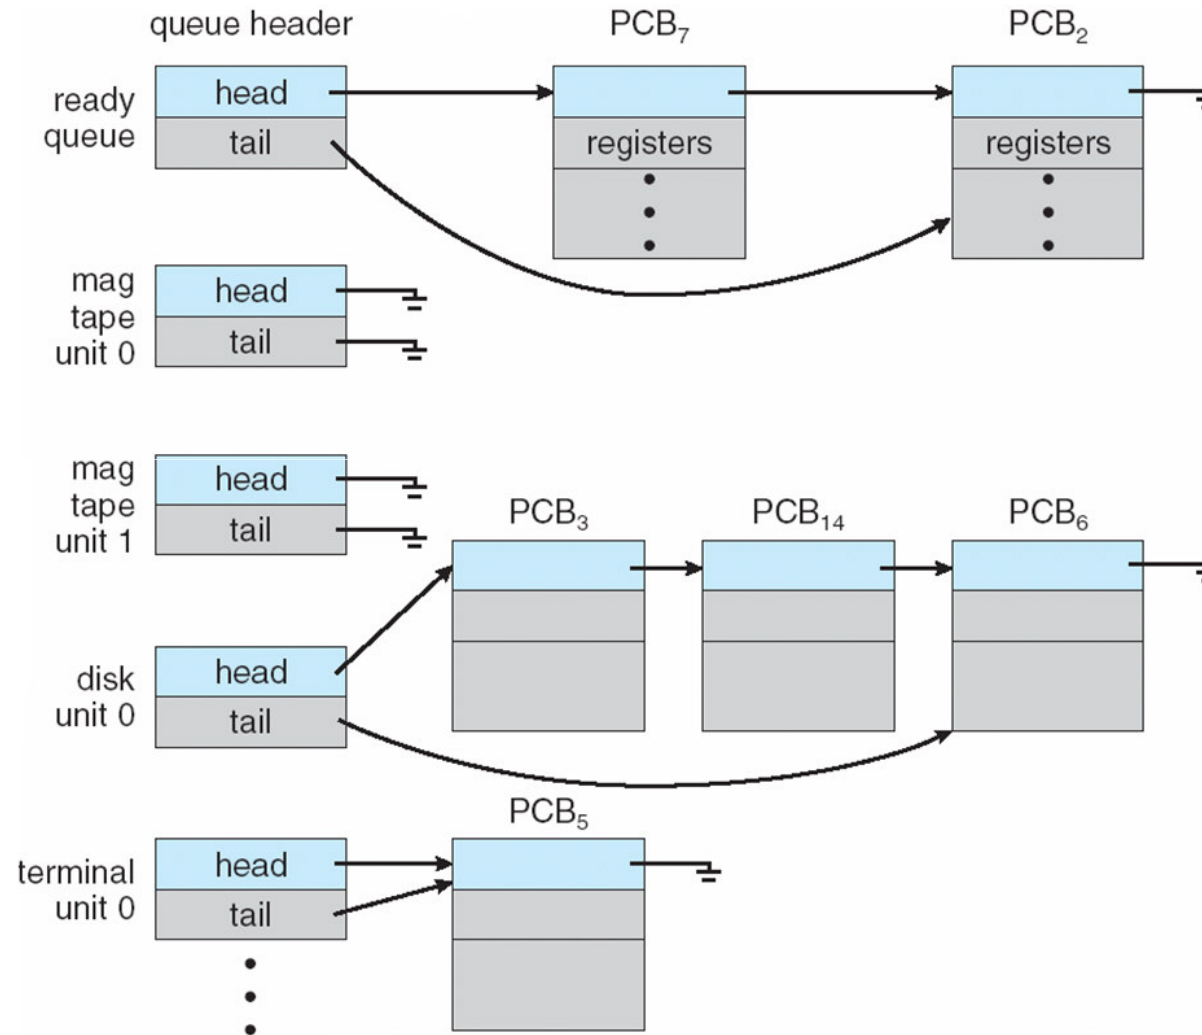 queue header
PCB₇
PCB₂
ready
queue
head
tail
registers
registers
mag
tape
unit 0
head
tail
mag
tape
unit 1
head
tail
PCB₃
PCB₁₄
PCB₆
disk
unit 0
head
tail
PCB₅
terminal
unit 0
head
tail